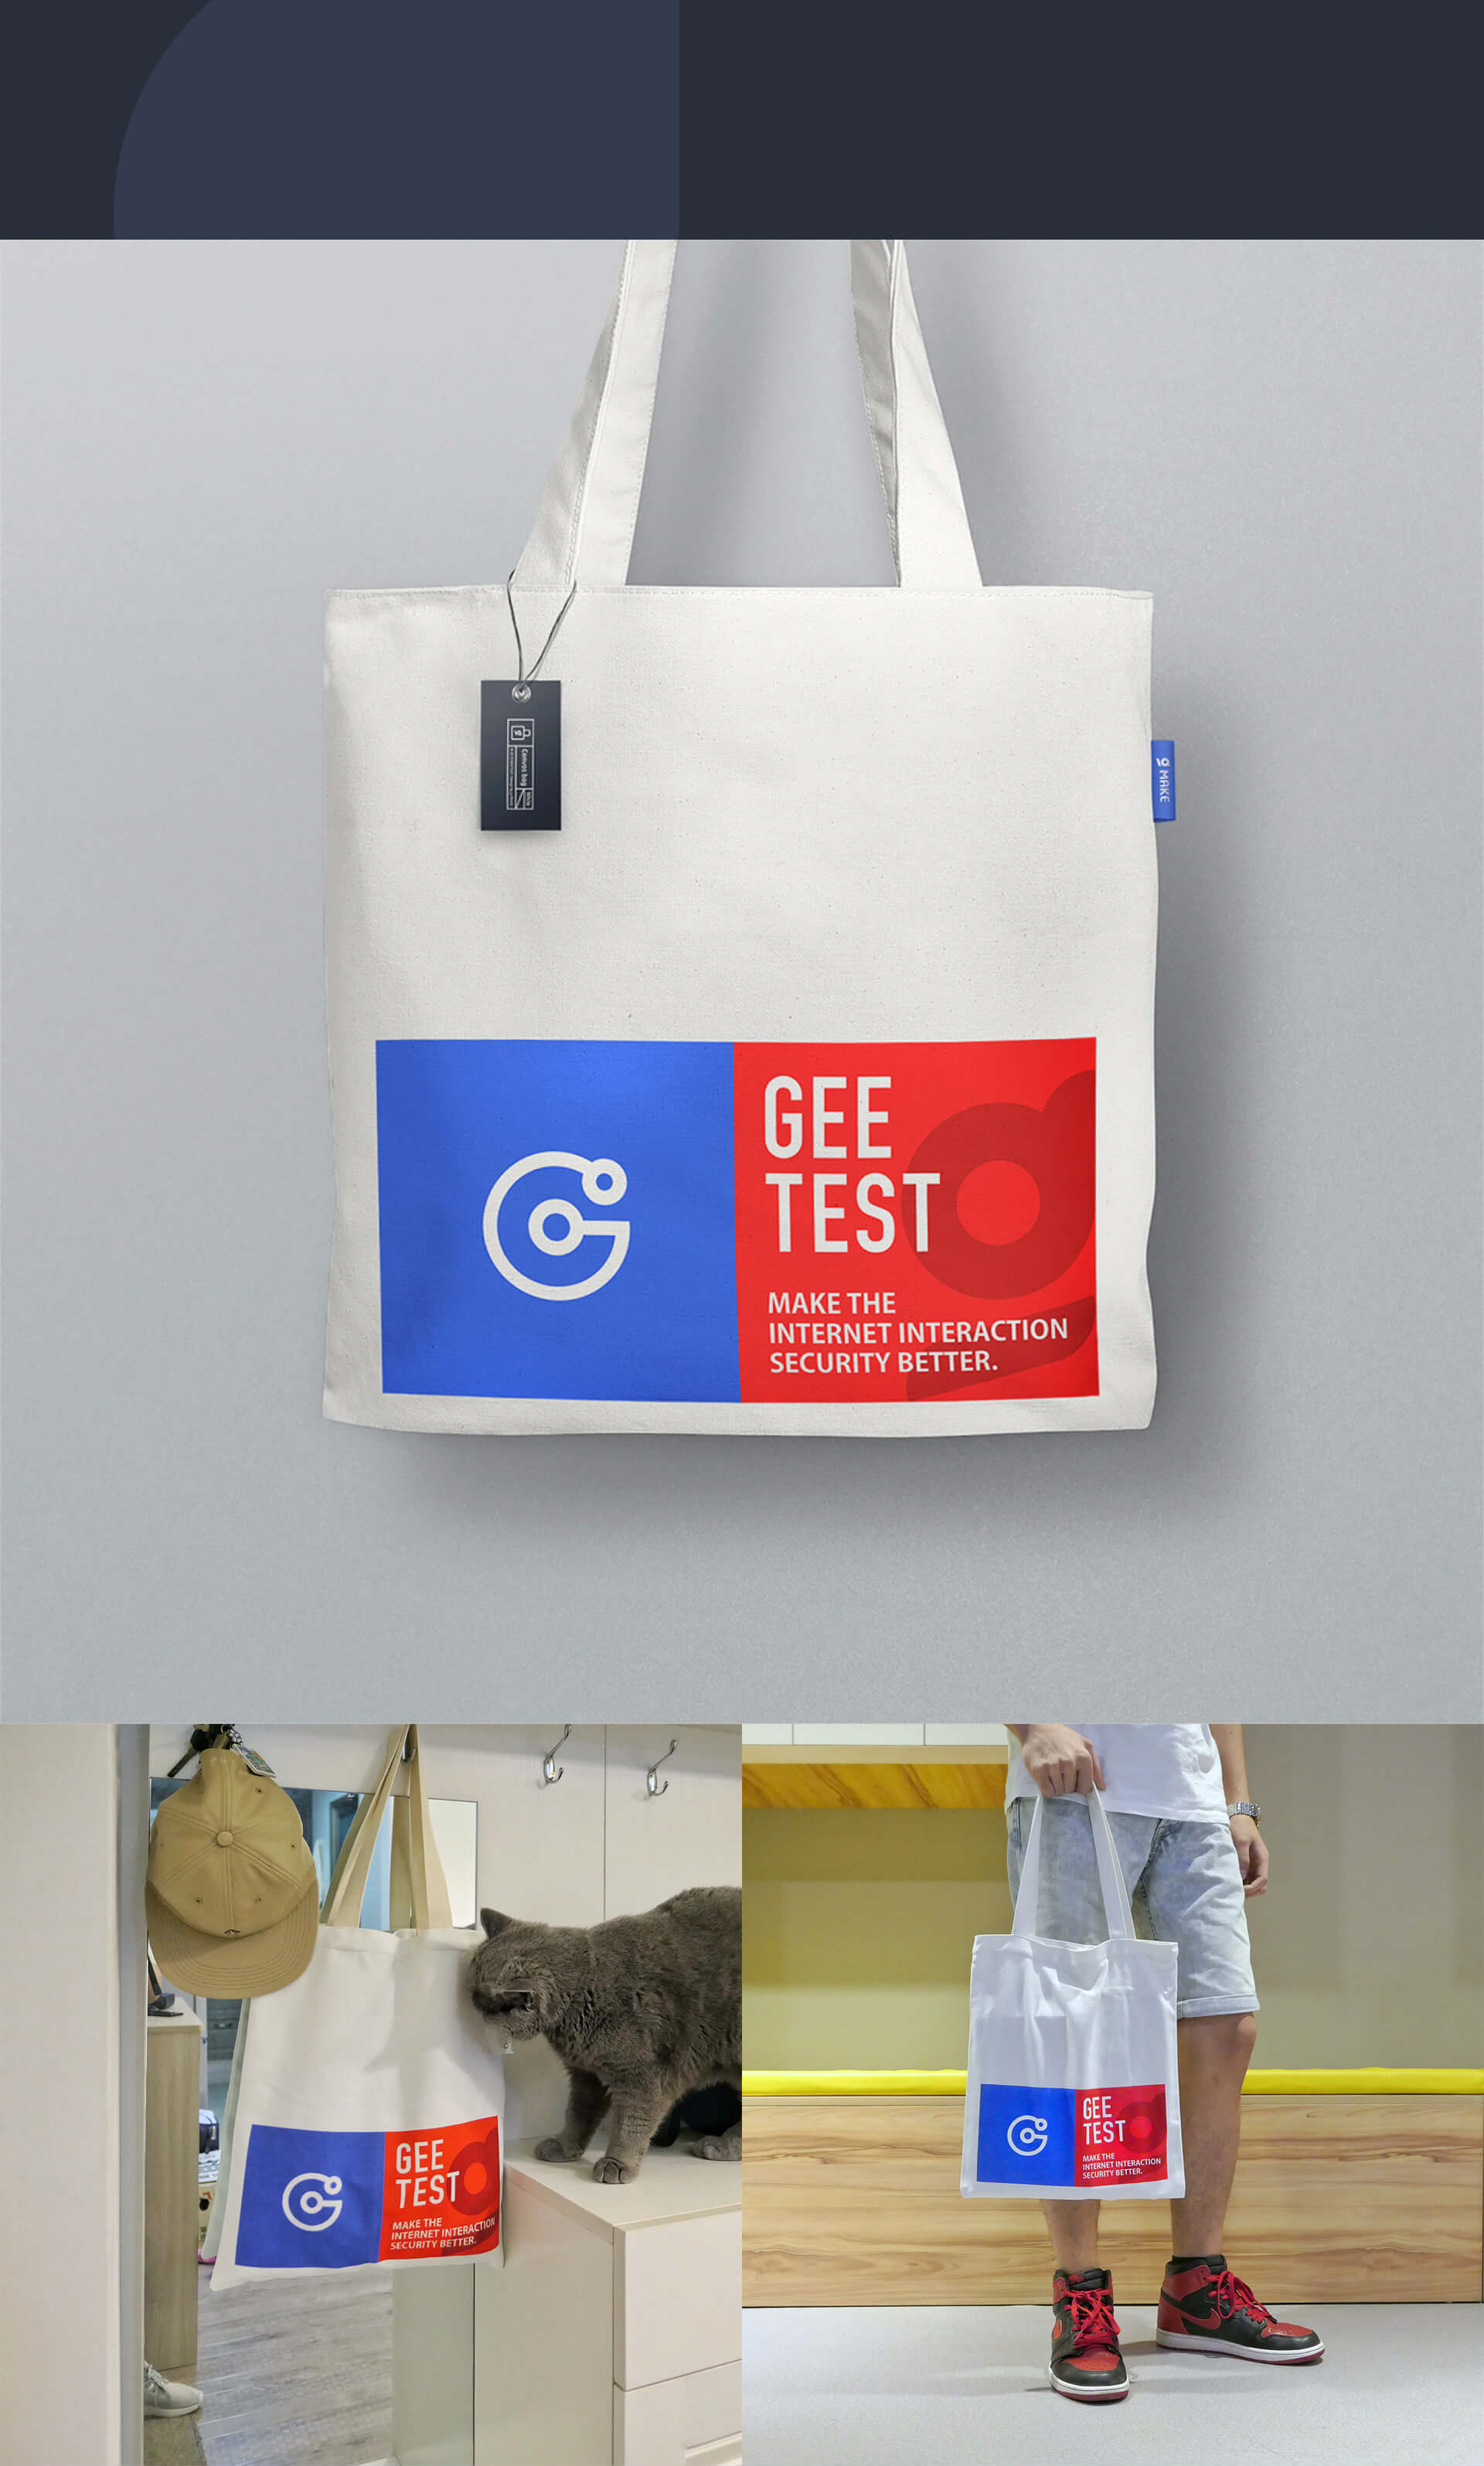 Canvas bag
White
MAKE
GEE
TEST
MAKE THE
INTERNET INTERACTION
SECURITY BETTER.
GEE
TEST
MAKE THE
INTERNET INTERACTION
SECURITY BETTER.
GEE
TEST
MAKE THE
INTERNET INTERACTION
SECURITY BETTER.